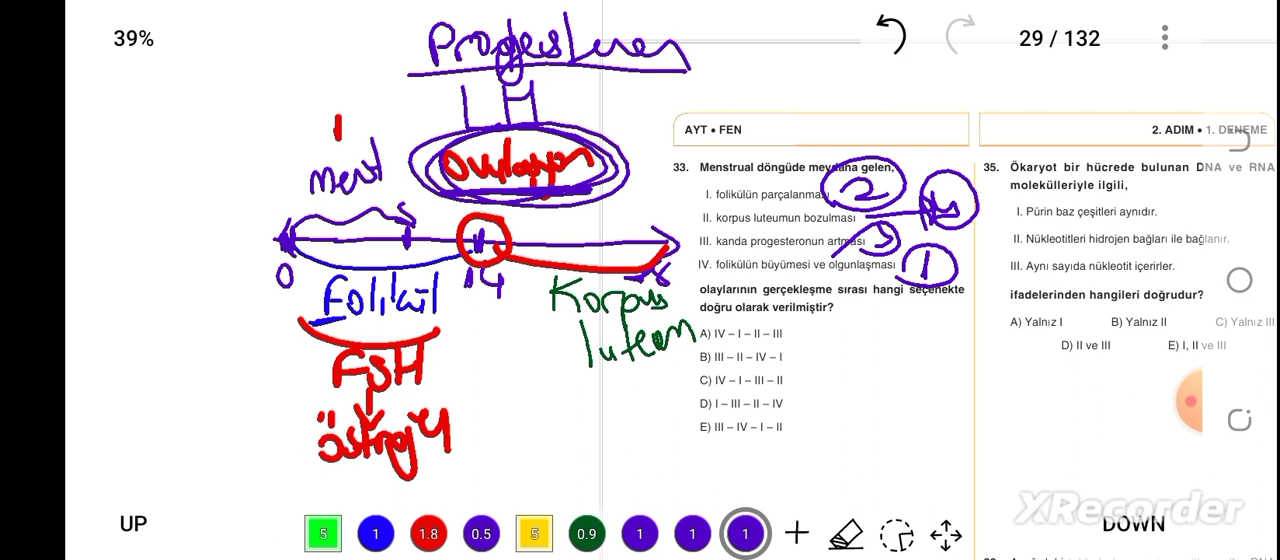 39%
29 / 132
Progesteron
LH
Ovulasyon
1
menst
0
14
28
Folikül
FSH
östrojen
Korpus
luteum
AYT • FEN
33. Menstrual döngüde meydana gelen,
I. folikülün parçalanması
II. korpus luteumun bozulması
III. kanda progesteronun artması
IV. folikülün büyümesi ve olgunlaşması
2
3
1
olaylarının gerçekleşme sırası hangi seçenekte
doğru olarak verilmiştir?
A) IV – I – II – III
B) III – II – IV – I
C) IV – I – III – II
D) I – III – II – IV
E) III – IV – I – II
2. ADIM • 1. DENEME
35. Ökaryot bir hücrede bulunan DNA ve RNA
molekülleriyle ilgili,
I. Pürin baz çeşitleri aynıdır.
II. Nükleotitleri hidrojen bağları ile bağlanır.
III. Aynı sayıda nükleotit içerirler.
ifadelerinden hangileri doğrudur?
A) Yalnız I B) Yalnız II C) Yalnız III
D) II ve III E) I, II ve III
UP
5 1 1.8 0.5 5 0.9 1 1 1
XRecorder
DOWN